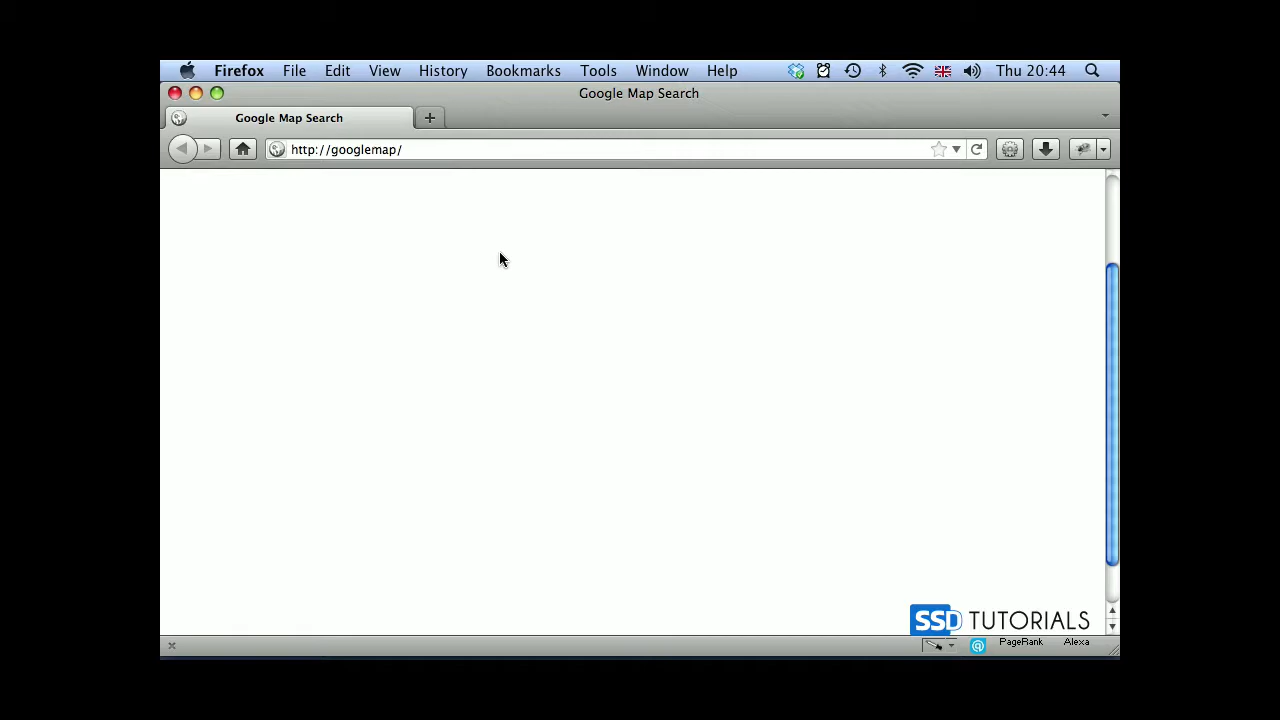 Firefox File Edit View History Bookmarks Tools Window Help Thu 20:44
Google Map Search
Google Map Search
http://googlemap/
SSD TUTORIALS
PageRank Alexa